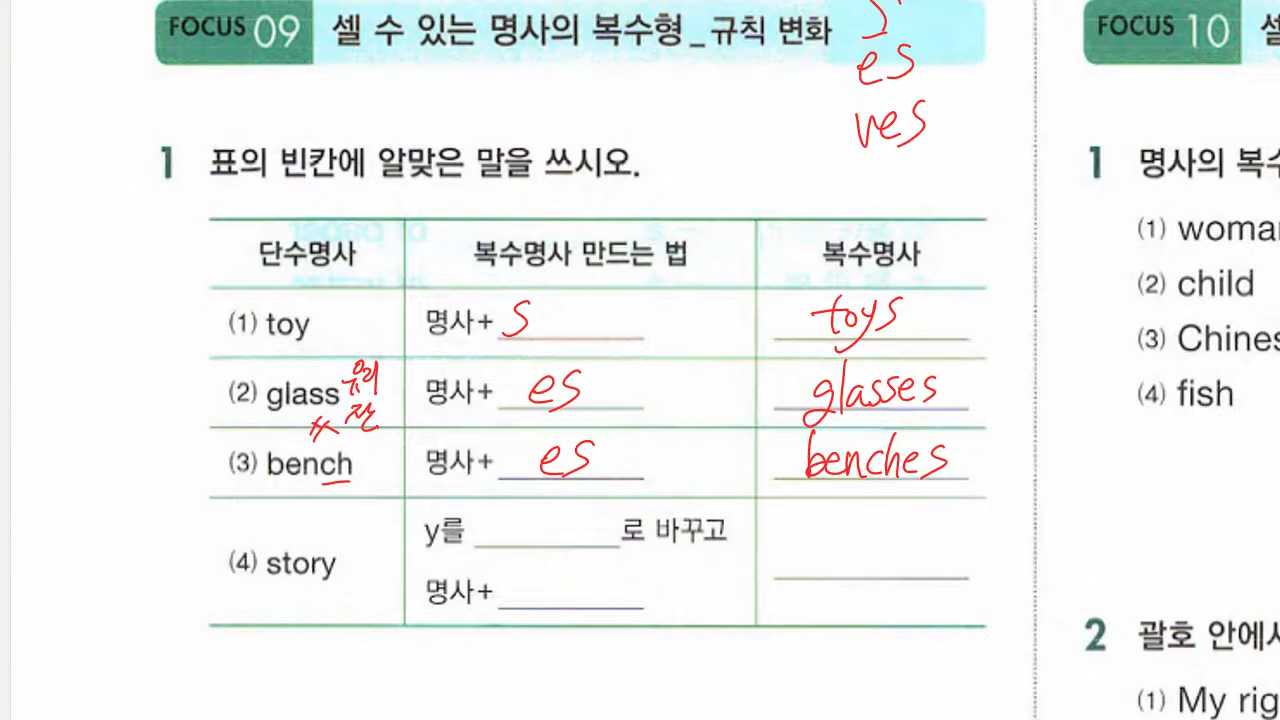 FOCUS 09 셀 수 있는 명사의 복수형_규칙 변화
es
ves
1 표의 빈칸에 알맞은 말을 쓰시오.
단수명사 복수명사 만드는 법 복수명사
(1) toy 명사+ s toys
(2) glass 유리 잔 명사+ es glasses
(3) bench 명사+ es benches
(4) story y를 로 바꾸고
명사+
FOCUS 10 셀
1 명사의 복수
(1) woman
(2) child
(3) Chines
(4) fish
2 괄호 안에서
(1) My rig